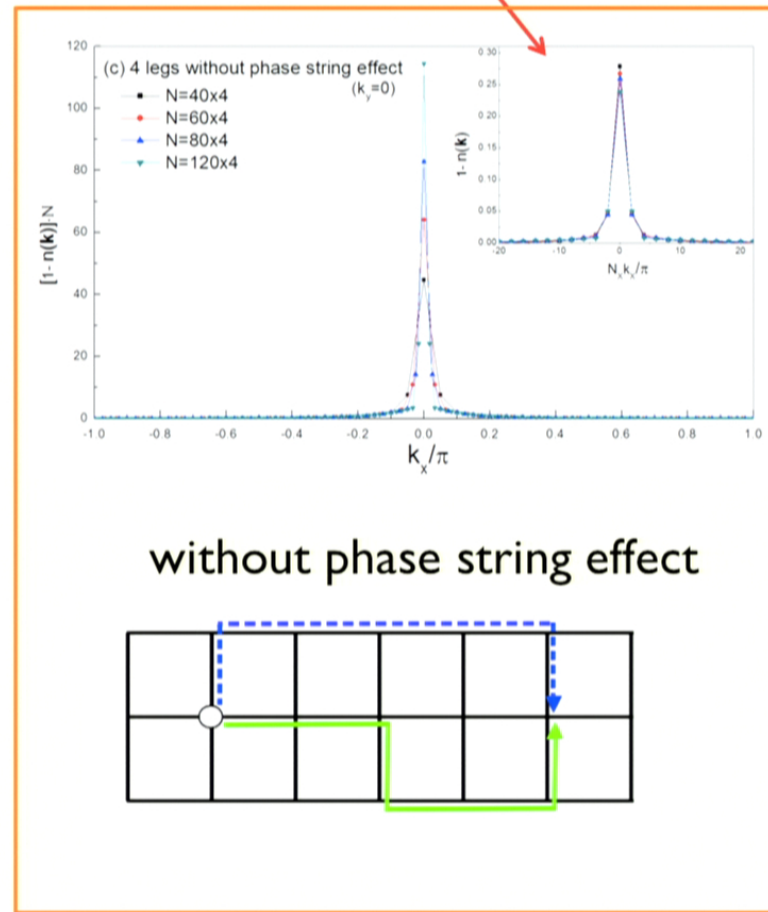 (c) 4 legs without phase string effect
(k_y=0)
N=40x4
N=60x4
N=80x4
N=120x4
[1- n(k)]·N
120
100
80
60
40
20
0
-1.0 -0.8 -0.6 -0.4 -0.2 0.0 0.2 0.4 0.6 0.8 1.0
k_x/π
1- n(k)
0.30
0.25
0.20
0.15
0.10
0.05
0.00
-20 -10 0 10 20
N_xk_x/π
without phase string effect